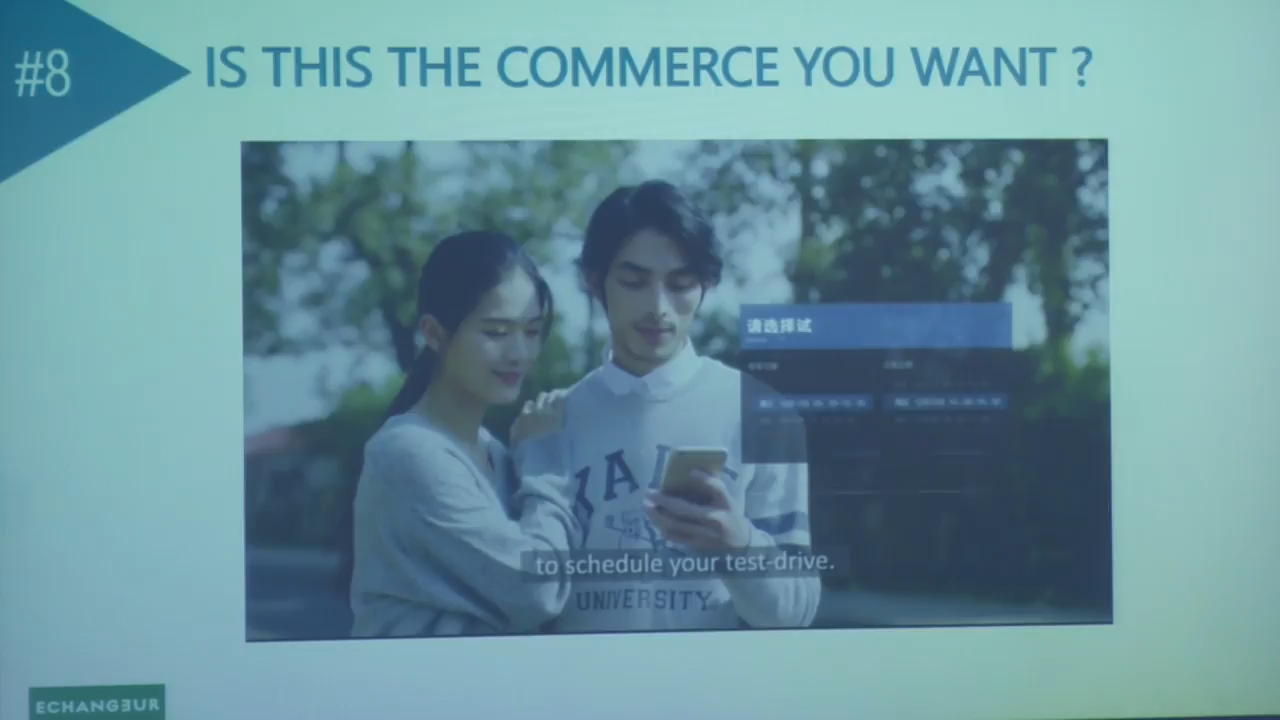 #8
IS THIS THE COMMERCE YOU WANT ?
请选择试
to schedule your test-drive.
UNIVERSITY
ECHANGEUR